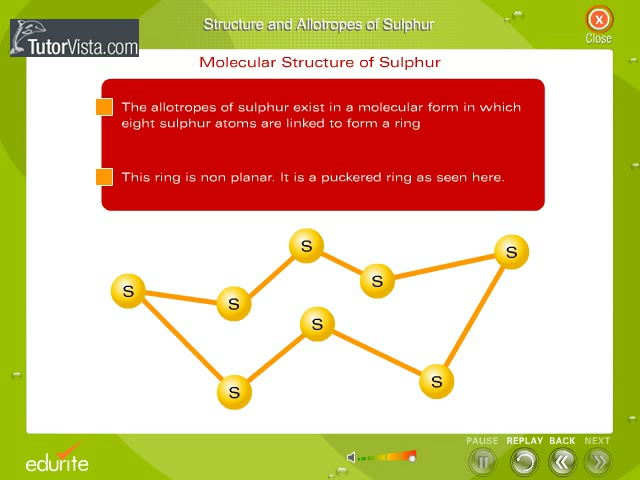 Structure and Allotropes of Sulphur
x
Close
TutorVista.com
Molecular Structure of Sulphur
The allotropes of sulphur exist in a molecular form in which
eight sulphur atoms are linked to form a ring
This ring is non planar. It is a puckered ring as seen here.
S
S
S
S
S
S
S
S
PAUSE REPLAY BACK NEXT
edurite